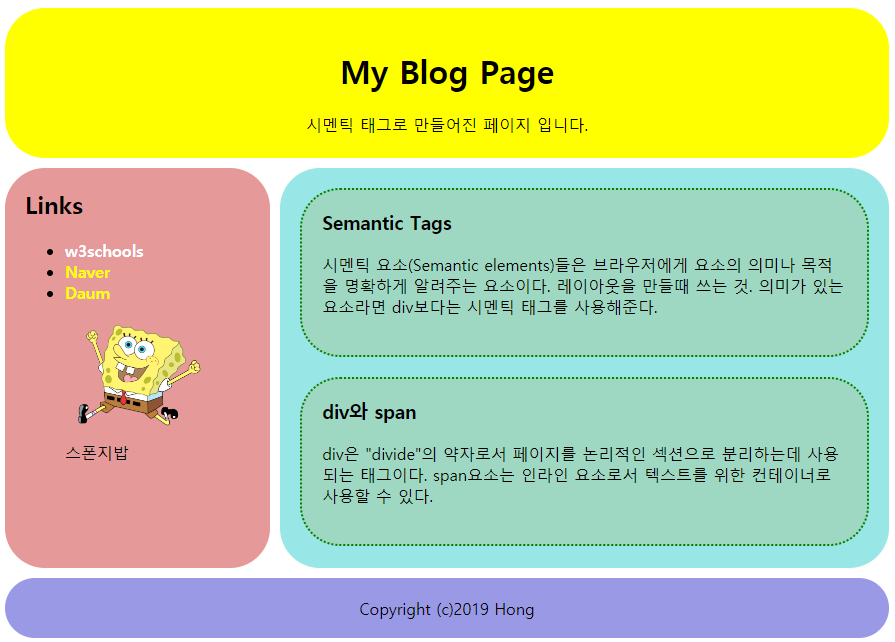 My Blog Page
시멘틱 태그로 만들어진 페이지 입니다.
Links
w3schools
Naver
Daum
스폰지밥
Semantic Tags
시멘틱 요소(Semantic elements)들은 브라우저에게 요소의 의미나 목적
을 명확하게 알려주는 요소이다. 레이아웃을 만들때 쓰는 것. 의미가 있는
요소라면 div보다는 시멘틱 태그를 사용해준다.
div와 span
div은 "divide"의 약자로서 페이지를 논리적인 섹션으로 분리하는데 사용
되는 태그이다. span요소는 인라인 요소로서 텍스트를 위한 컨테이너로
사용할 수 있다.
Copyright (c)2019 Hong